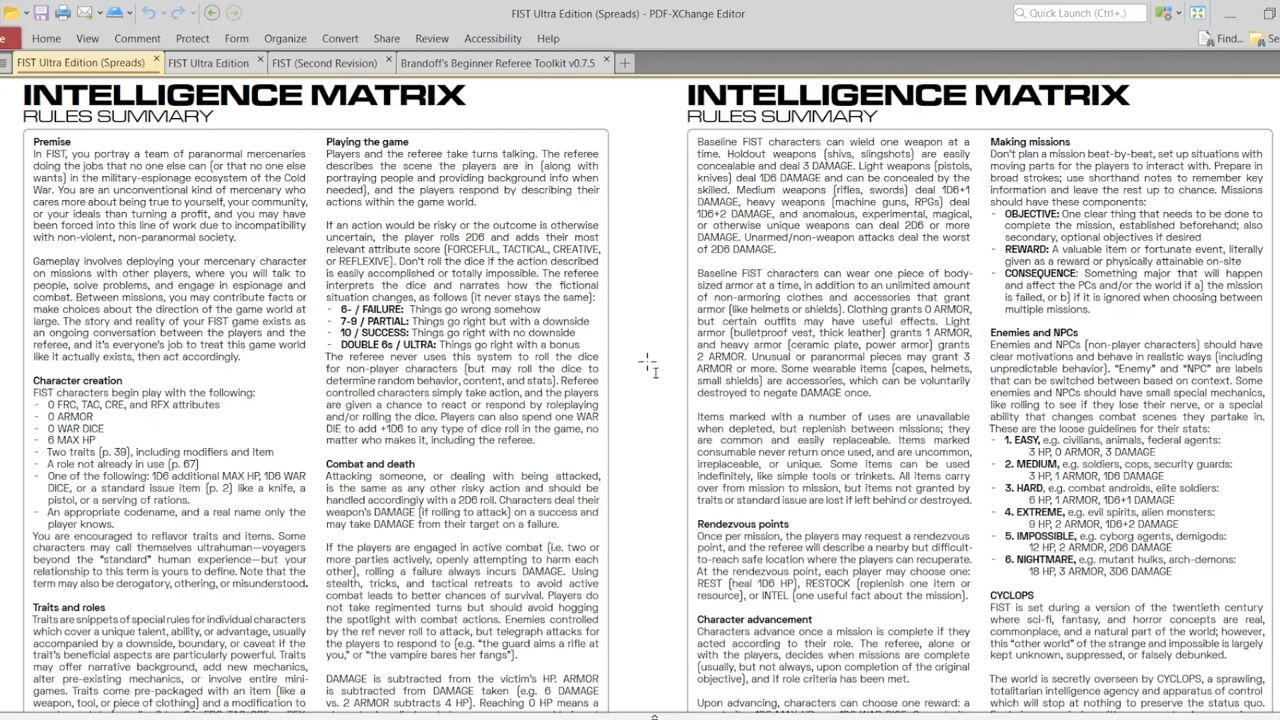 FIST Ultra Edition (Spreads) - PDF-XChange Editor
Quick Launch (Ctrl+.)
Home View Comment Protect Form Organize Convert Share Review Accessibility Help
Find...
Se
FIST Ultra Edition (Spreads) FIST Ultra Edition FIST (Second Revision) Brandoff's Beginner Referee Toolkit v0.7.5
INTELLIGENCE MATRIX
RULES SUMMARY
Premise
In FIST, you portray a team of paranormal mercenaries
doing the jobs that no one else can (or that no one else
wants) in the military-espionage ecosystem of the Cold
War. You are an unconventional kind of mercenary who
cares more about being true to yourself, your community,
or your ideals than turning a profit, and you may have
been forced into this line of work due to incompatibility
with non-violent, non-paranormal society.
Gameplay involves deploying your mercenary character
on missions with other players, where you will talk to
people, solve problems, and engage in espionage and
combat. Between missions, you may contribute facts or
make choices about the direction of the game world at
large. The story and reality of your FIST game exists as
an ongoing conversation between the players and the
referee, and it's everyone's job to treat this game world
like it actually exists, then act accordingly.
Character creation
FIST characters begin play with the following:
- 0 FRC, TAC, CRE, and RFX attributes
- 0 ARMOR
- 0 WAR DICE
- 6 MAX HP
- Two traits (p. 39), including modifiers and item
- A role not already in use (p. 67)
- One of the following: 1D6 additional MAX HP, 1D6 WAR
DICE, or a standard issue item (p. 2) like a knife, a
pistol, or a serving of rations.
- An appropriate codename, and a real name only the
player knows.
You are encouraged to reflavor traits and items. Some
characters may call themselves ultrahuman—voyagers
beyond the "standard" human experience—but your
relationship to this term is yours to define. Note that the
term may also be derogatory, othering, or misunderstood.
Traits and roles
Traits are snippets of special rules for individual characters
which cover a unique talent, ability, or advantage, usually
accompanied by a downside, boundary, or caveat if the
trait's beneficial aspects are particularly powerful. Traits
may offer narrative background, add new mechanics,
alter pre-existing mechanics, or involve entire mini-
games. Traits come pre-packaged with an item (like a
weapon, tool, or piece of clothing) and a modification to
Playing the game
Players and the referee take turns talking. The referee
describes the scene the players are in (along with
portraying people and providing background info when
needed), and the players respond by describing their
actions within the game world.
If an action would be risky or the outcome is otherwise
uncertain, the player rolls 2D6 and adds their most
relevant attribute score (FORCEFUL, TACTICAL, CREATIVE,
or REFLEXIVE). Don't roll the dice if the action described
is easily accomplished or totally impossible. The referee
interprets the dice and narrates how the fictional
situation changes, as follows (it never stays the same):
- 6- / FAILURE: Things go wrong somehow
- 7-9 / PARTIAL: Things go right but with a downside
- 10 / SUCCESS: Things go right with no downside
- DOUBLE 6s / ULTRA: Things go right with a bonus
The referee never uses this system to roll the dice
for non-player characters (but may roll the dice to
determine random behavior, content, and stats). Referee
controlled characters simply take action, and the players
are given a chance to react or respond by roleplaying
and/or rolling the dice. Players can also spend one WAR
DIE to add +1D6 to any type of dice roll in the game, no
matter who makes it, including the referee.
Combat and death
Attacking someone, or dealing with being attacked,
is the same as any other risky action and should be
handled accordingly with a 2D6 roll. Characters deal their
weapon's DAMAGE (if rolling to attack) on a success and
may take DAMAGE from their target on a failure.
If the players are engaged in active combat (i.e. two or
more parties actively, openly attempting to harm each
other), rolling a failure always incurs DAMAGE. Using
stealth, tricks, and tactical retreats to avoid active
combat leads to better chances of survival. Players do
not take regimented turns but should avoid hogging
the spotlight with combat actions. Enemies controlled
by the ref never roll to attack, but telegraph attacks for
the players to respond to (e.g. "the guard aims a rifle at
you," or "the vampire bares her fangs").
DAMAGE is subtracted from the victim's HP. ARMOR
is subtracted from DAMAGE taken (e.g. 6 DAMAGE
vs. 2 ARMOR subtracts 4 HP). Reaching 0 HP means a
INTELLIGENCE MATRIX
RULES SUMMARY
Baseline FIST characters can wield one weapon at a
time. Holdout weapons (shivs, slingshots) are easily
concealable and deal 3 DAMAGE. Light weapons (pistols,
knives) deal 1D6 DAMAGE and can be concealed by the
skilled. Medium weapons (rifles, swords) deal 1D6+1
DAMAGE, heavy weapons (machine guns, RPGs) deal
1D6+2 DAMAGE, and anomalous, experimental, magical,
or otherwise unique weapons can deal 2D6 or more
DAMAGE. Unarmed/non-weapon attacks deal the worst
of 2D6 DAMAGE.
Baseline FIST characters can wear one piece of body-
sized armor at a time, in addition to an unlimited amount
of non-armoring clothes and accessories that grant
armor (like helmets or shields). Clothing grants 0 ARMOR,
but certain outfits may have useful effects. Light
armor (bulletproof vest, thick leather) grants 1 ARMOR,
and heavy armor (ceramic plate, power armor) grants
2 ARMOR. Unusual or paranormal pieces may grant 3
ARMOR or more. Some wearable items (capes, helmets,
small shields) are accessories, which can be voluntarily
destroyed to negate DAMAGE once.
Items marked with a number of uses are unavailable
when depleted, but replenish between missions; they
are common and easily replaceable. Items marked
consumable never return once used, and are uncommon,
irreplaceable, or unique. Some items can be used
indefinitely, like simple tools or trinkets. All items carry
over from mission to mission, but items not granted by
traits or standard issue are lost if left behind or destroyed.
Rendezvous points
Once per mission, the players may request a rendezvous
point, and the referee will describe a nearby but difficult-
to-reach safe location where the players can recuperate.
At the rendezvous point, each player may choose one:
REST (heal 1D6 HP), RESTOCK (replenish one item or
resource), or INTEL (one useful fact about the mission).
Character advancement
Characters advance once a mission is complete if they
acted according to their role. The referee, alone or
with the players, decides when missions are complete
(usually, but not always, upon completion of the original
objective), and if role criteria has been met.
Upon advancing, characters can choose one reward: a
Making missions
Don't plan a mission beat-by-beat, set up situations with
moving parts for the players to interact with. Prepare in
broad strokes; use shorthand notes to remember key
information and leave the rest up to chance. Missions
should have these components:
- OBJECTIVE: One clear thing that needs to be done to
complete the mission, established beforehand; also
secondary, optional objectives if desired
- REWARD: A valuable item or fortunate event, literally
given as a reward or physically attainable on-site
- CONSEQUENCE: Something major that will happen
and affect the PCs and/or the world if a) the mission
is failed, or b) if it is ignored when choosing between
multiple missions.
Enemies and NPCs
Enemies and NPCs (non-player characters) should have
clear motivations and behave in realistic ways (including
unpredictable behavior). "Enemy" and "NPC" are labels
that can be switched between based on context. Some
enemies and NPCs should have small special mechanics,
like rolling to see if they lose their nerve, or a special
ability that changes combat scenes they partake in.
These are the loose guidelines for their stats:
- 1. EASY, e.g. civilians, animals, federal agents:
3 HP, 0 ARMOR, 3 DAMAGE
- 2. MEDIUM, e.g. soldiers, cops, security guards:
3 HP, 1 ARMOR, 1D6 DAMAGE
- 3. HARD, e.g. combat androids, elite soldiers:
6 HP, 1 ARMOR, 1D6+1 DAMAGE
- 4. EXTREME, e.g. evil spirits, alien monsters:
9 HP, 2 ARMOR, 1D6+2 DAMAGE
- 5. IMPOSSIBLE, e.g. cyborg agents, demigods:
12 HP, 2 ARMOR, 2D6 DAMAGE
- 6. NIGHTMARE, e.g. mutant hulks, arch-demons:
18 HP, 3 ARMOR, 3D6 DAMAGE
CYCLOPS
FIST is set during a version of the twentieth century
where sci-fi, fantasy, and horror concepts are real,
commonplace, and a natural part of the world; however,
this "other world" of the strange and impossible is largely
kept unknown, suppressed, or falsely debunked.
The world is secretly overseen by CYCLOPS, a sprawling,
totalitarian intelligence agency and apparatus of control
which will stop at nothing to preserve the status quo.